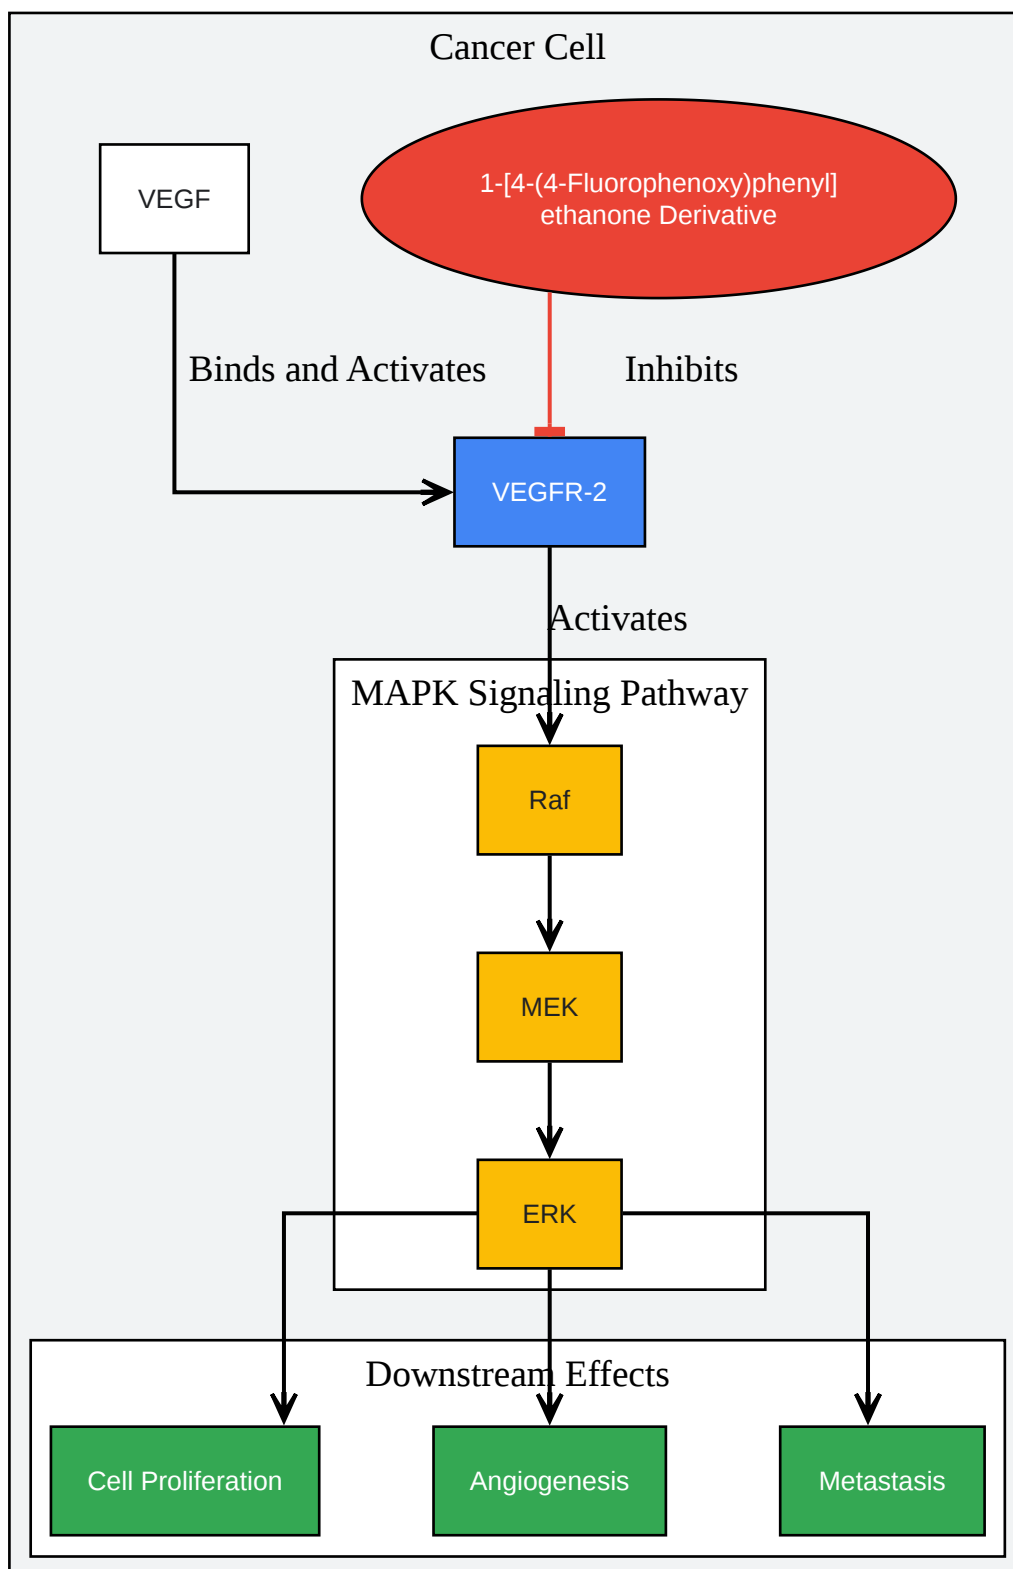 Cancer Cell
VEGF
1-[4-(4-Fluorophenoxy)phenyl]
ethanone Derivative
Binds and Activates
Inhibits
VEGFR-2
Activates
MAPK Signaling Pathway
Raf
MEK
ERK
Downstream Effects
Cell Proliferation
Angiogenesis
Metastasis